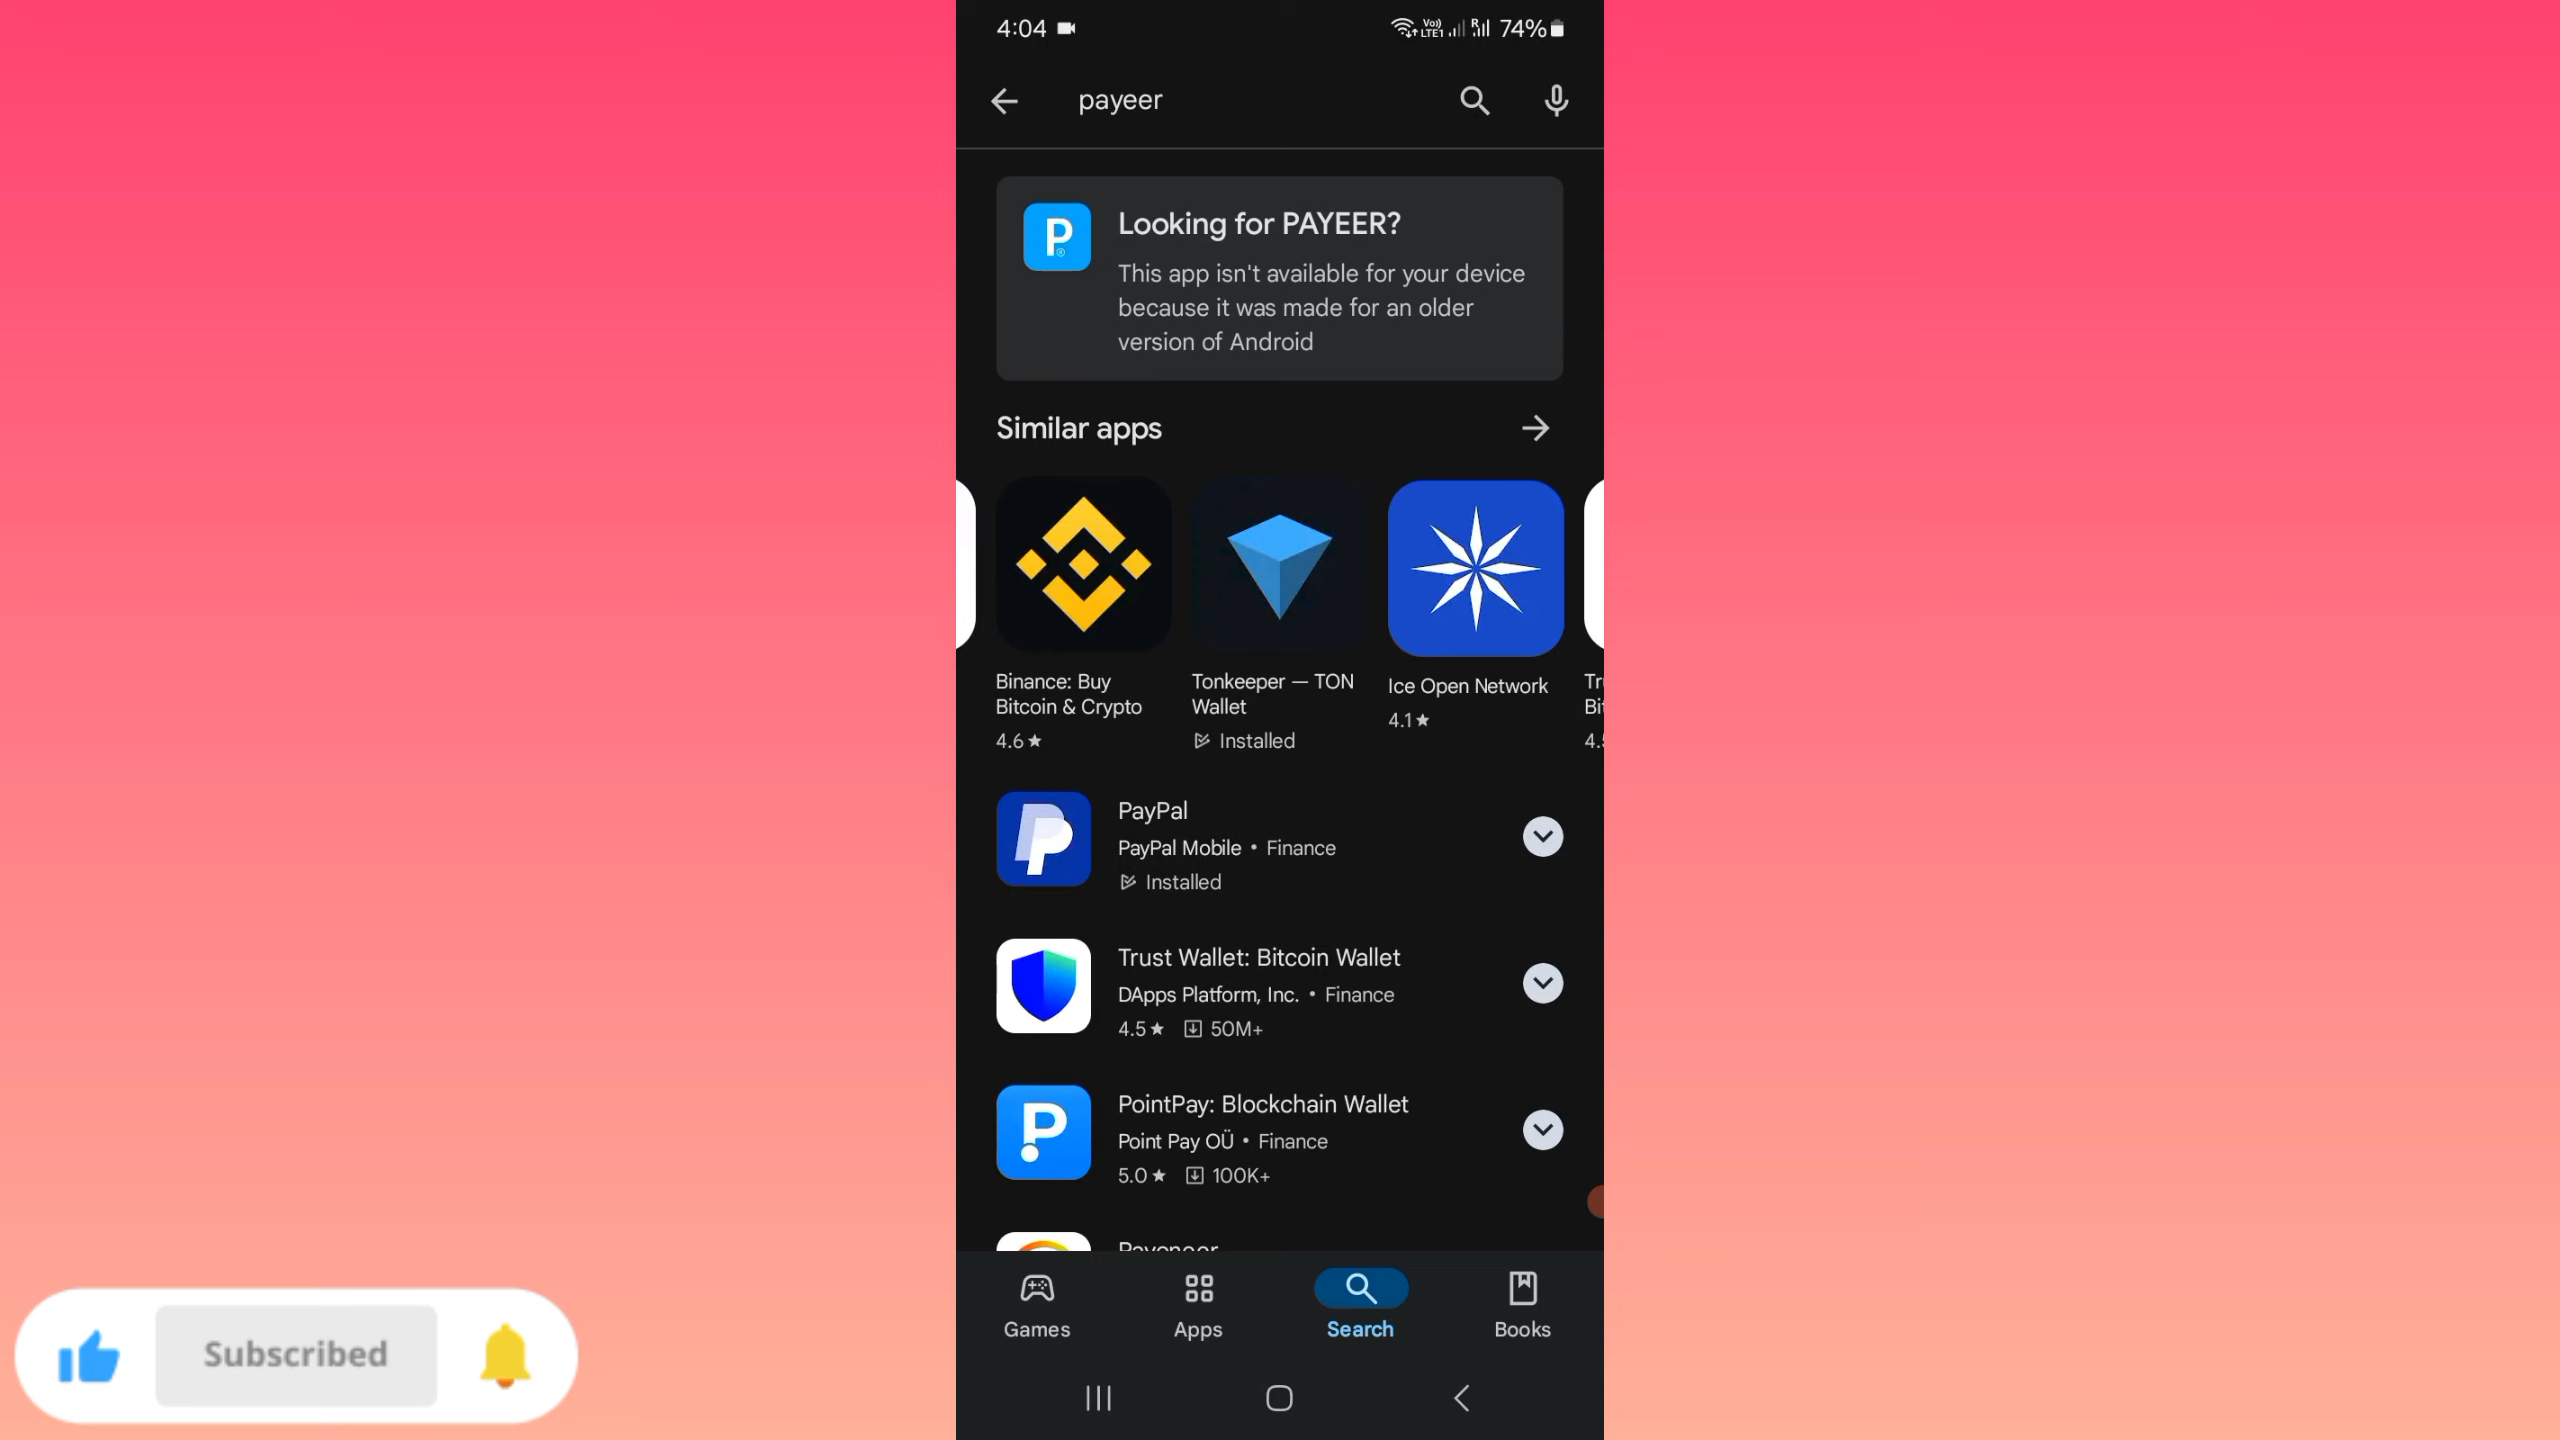 4:04
Vo))
LTE1
R
74%
payeer
P
Looking for PAYEER?
This app isn't available for your device
because it was made for an older
version of Android
Similar apps
Binance: Buy
Bitcoin & Crypto
4.6★
Tonkeeper — TON
Wallet
Installed
Ice Open Network
4.1★
PayPal
PayPal Mobile • Finance
Installed
Trust Wallet: Bitcoin Wallet
DApps Platform, Inc. • Finance
4.5★ 50M+
PointPay: Blockchain Wallet
Point Pay OÜ • Finance
5.0★ 100K+
Payoneer
Games
Apps
Search
Books
Subscribed